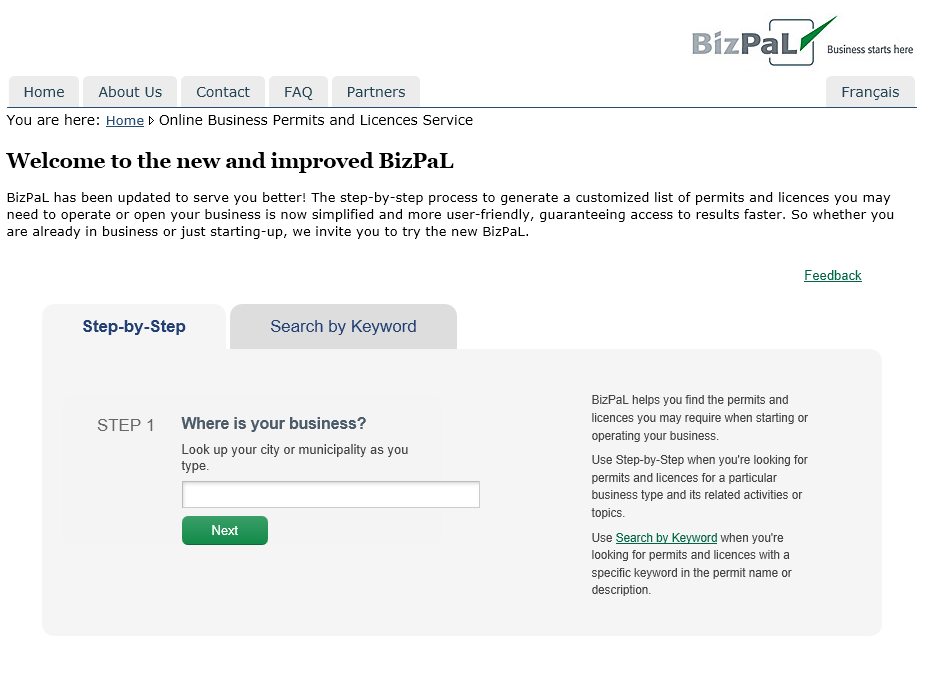 BizPaL Business starts here
Home About Us Contact FAQ Partners Français
You are here: Home Online Business Permits and Licences Service
Welcome to the new and improved BizPaL
BizPaL has been updated to serve you better! The step-by-step process to generate a customized list of permits and licences you may
need to operate or open your business is now simplified and more user-friendly, guaranteeing access to results faster. So whether you
are already in business or just starting-up, we invite you to try the new BizPaL.
Feedback
Step-by-Step Search by Keyword
STEP 1 Where is your business?
Look up your city or municipality as you
type.
Next
BizPaL helps you find the permits and
licences you may require when starting or
operating your business.
Use Step-by-Step when you're looking for
permits and licences for a particular
business type and its related activities or
topics.
Use Search by Keyword when you're
looking for permits and licences with a
specific keyword in the permit name or
description.